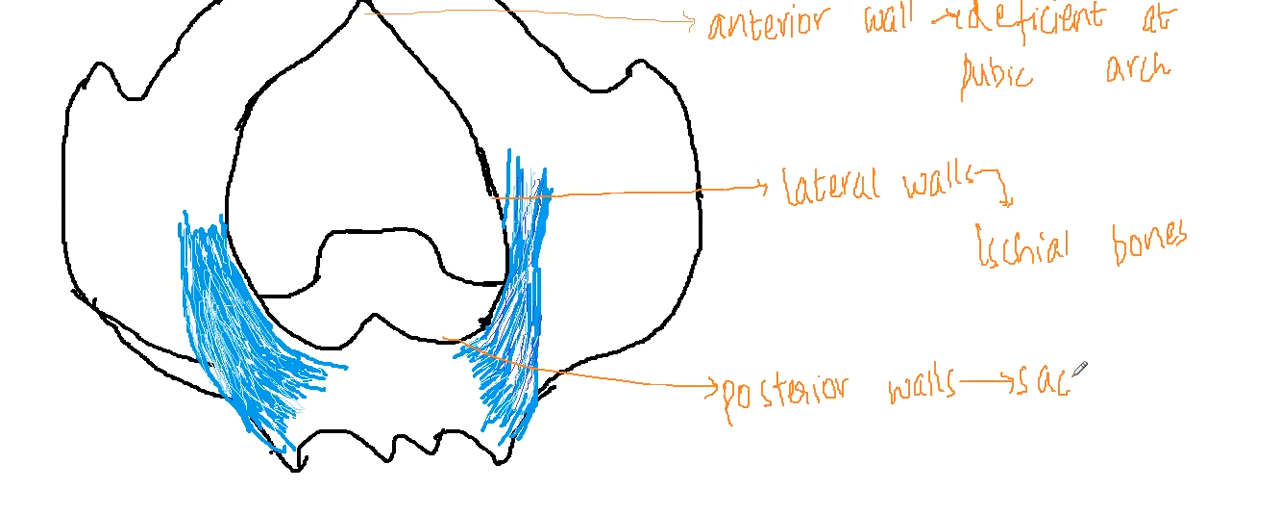 anterior wall → deficient at
pubic arch
lateral walls
Ischial bones
posterior walls → sac